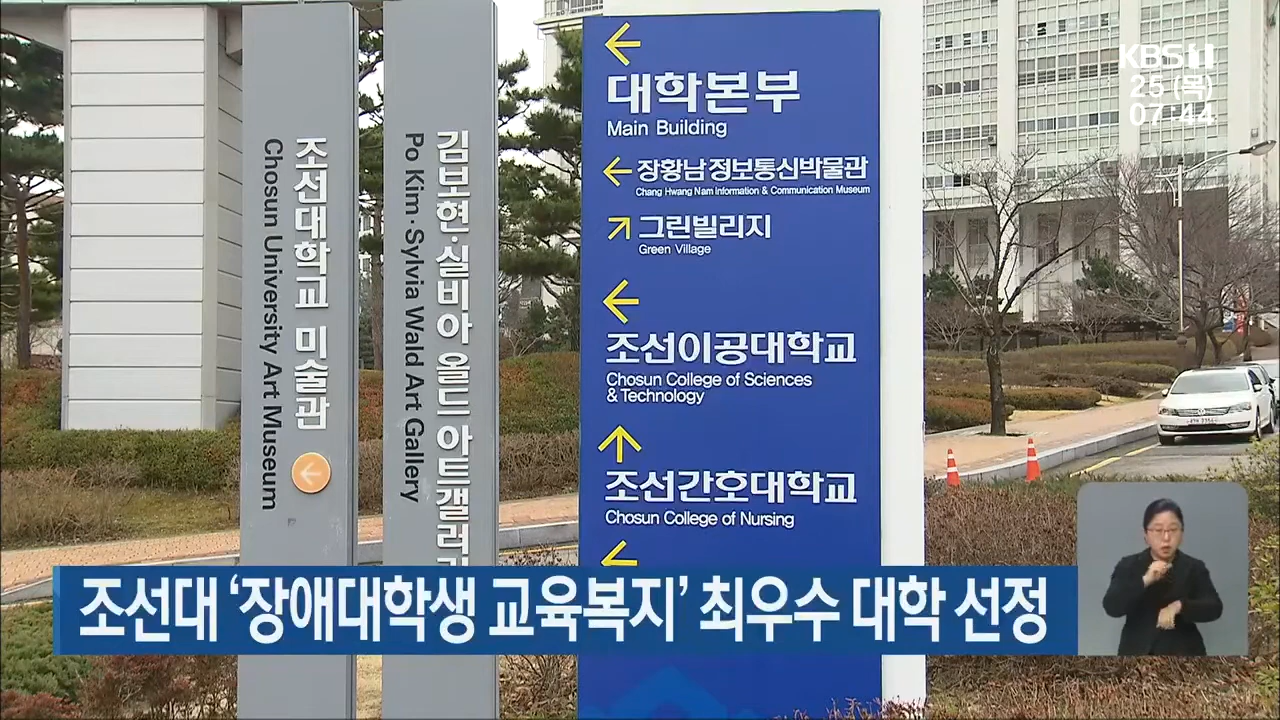 조선대학교 미술관
Chosun University Art Museum
김보현·실비아 올드 아트갤러리
Po Kim·Sylvia Wald Art Gallery
대학본부
Main Building
장황남 정보통신박물관
Chang Hwang Nam Information & Communication Museum
그린빌리지
Green Village
조선이공대학교
Chosun College of Sciences
& Technology
조선간호대학교
Chosun College of Nursing
KBS 1
25 (목)
07:44
조선대 ‘장애대학생 교육복지’ 최우수 대학 선정